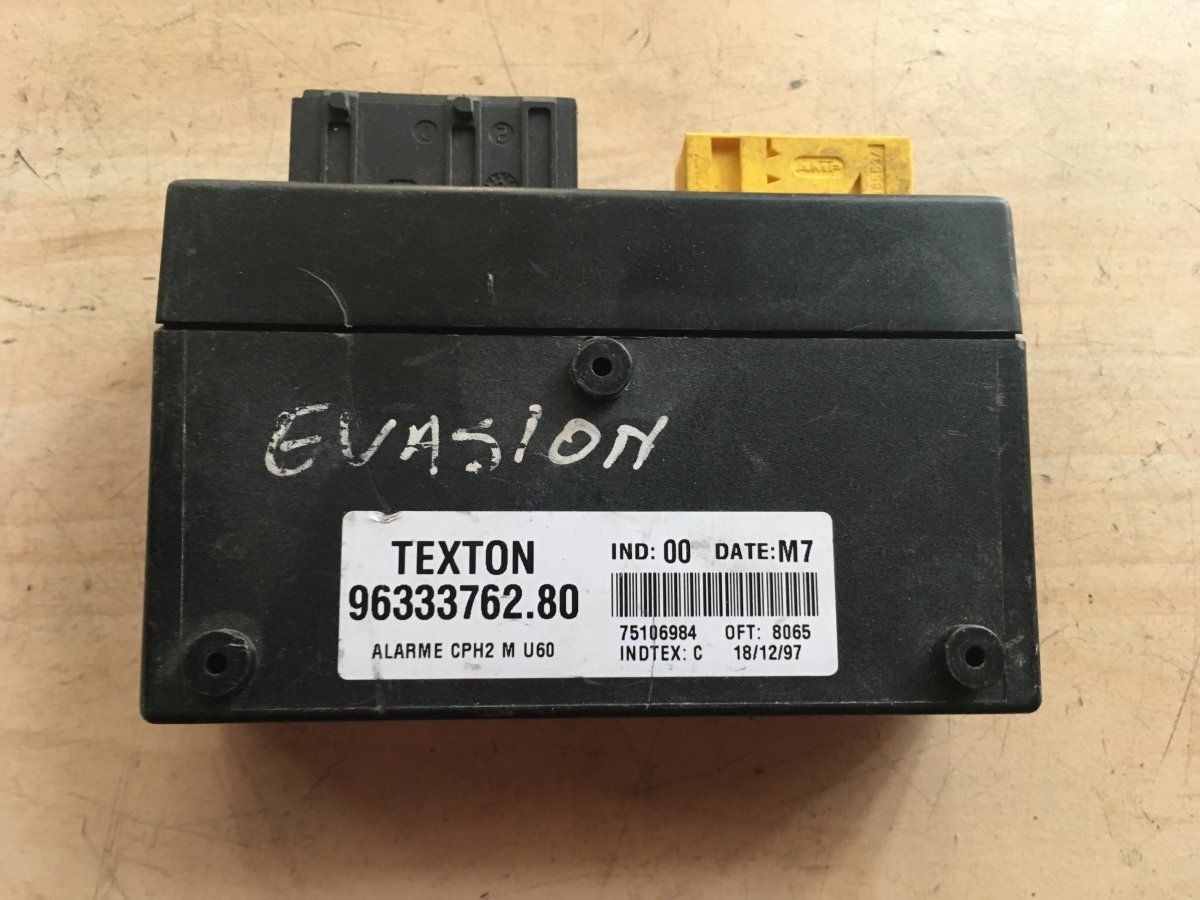 EVASION
TEXTON
96333762.80
ALARME CPH2 M U60
IND: 00 DATE: M7
75106984 OFT: 8065
INDTEX: C 18/12/97